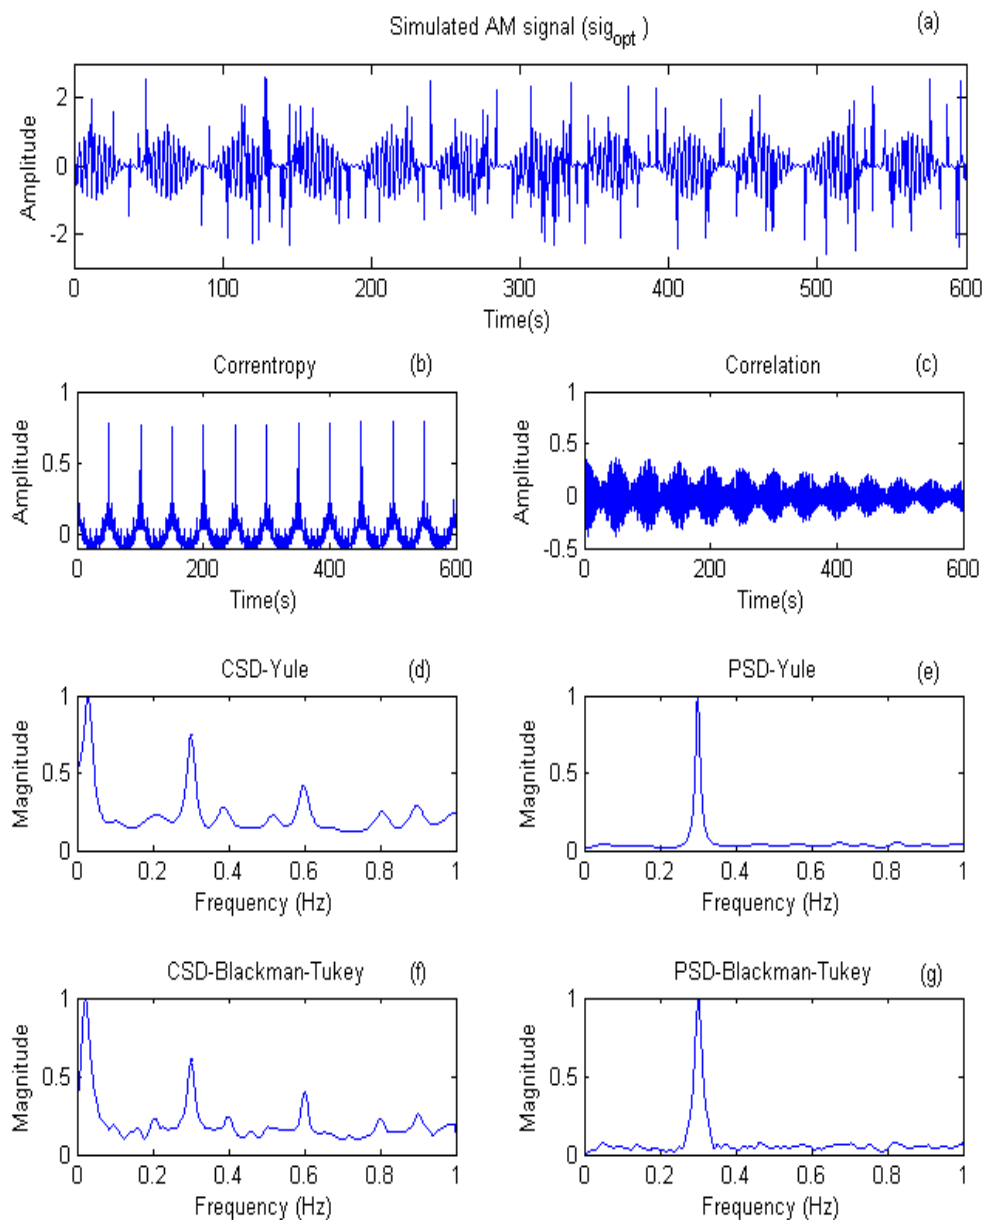 Simulated AM signal (sig_opt) (a)
2
0
-2
Amplitude
0 100 200 300 400 500 600
Time(s)
Correntropy (b)
1
0.5
0
Amplitude
0 200 400 600
Time(s)
Correlation (c)
1
0.5
0
-0.5
Amplitude
0 200 400 600
Time(s)
CSD-Yule (d)
1
0.5
0
Magnitude
0 0.2 0.4 0.6 0.8 1
Frequency (Hz)
PSD-Yule (e)
1
0.5
0
Magnitude
0 0.2 0.4 0.6 0.8 1
Frequency (Hz)
CSD-Blackman-Tukey (f)
1
0.5
0
Magnitude
0 0.2 0.4 0.6 0.8 1
Frequency (Hz)
PSD-Blackman-Tukey (g)
1
0.5
0
Magnitude
0 0.2 0.4 0.6 0.8 1
Frequency (Hz)